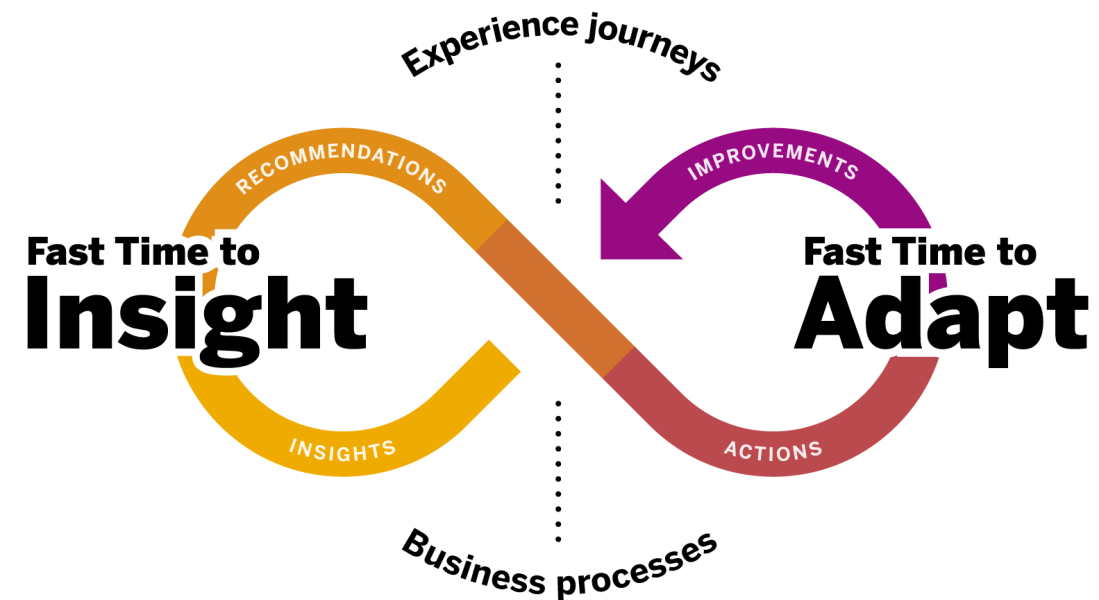 Experience journeys
RECOMMENDATIONS
IMPROVEMENTS
Fast Time to
Insight
Fast Time to
Adapt
INSIGHTS
ACTIONS
Business processes